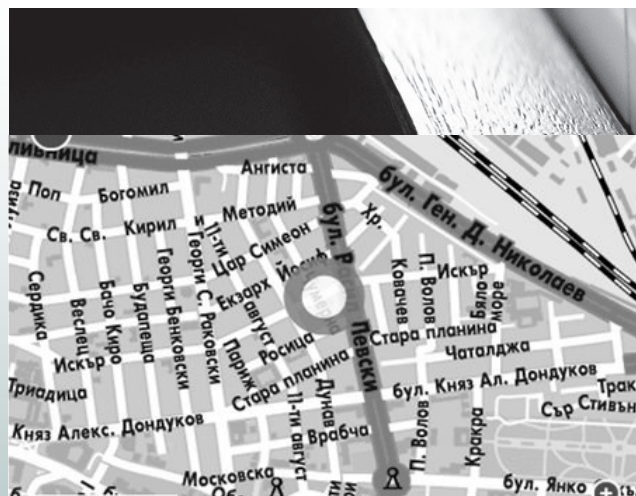 ливница
Ангиста
Поп
Богомил
Методий
бул. Ген. Д. Николаев
Хр.
Св. Св.
Кирил
и
11-ти
август
Цар Симеон
Екзарх Йосиф
бул.
Левски
Искър
П. Волов
Ковачев
Бяло
море
Сердика
Веслец
Бачо Киро
Будапеща
Георги Бенковски
Георги С. Раковски
Париж
Росица
Стара планина
Стара планина
Чаталджа
Искър
Триадица
бул. Княз Ал. Дондуков
Трак
Сър Стивън
Княз Алекс. Дондуков
11-ти август
Дунав
Врабча
П. Волов
Кракра
Московска
бул. Янко